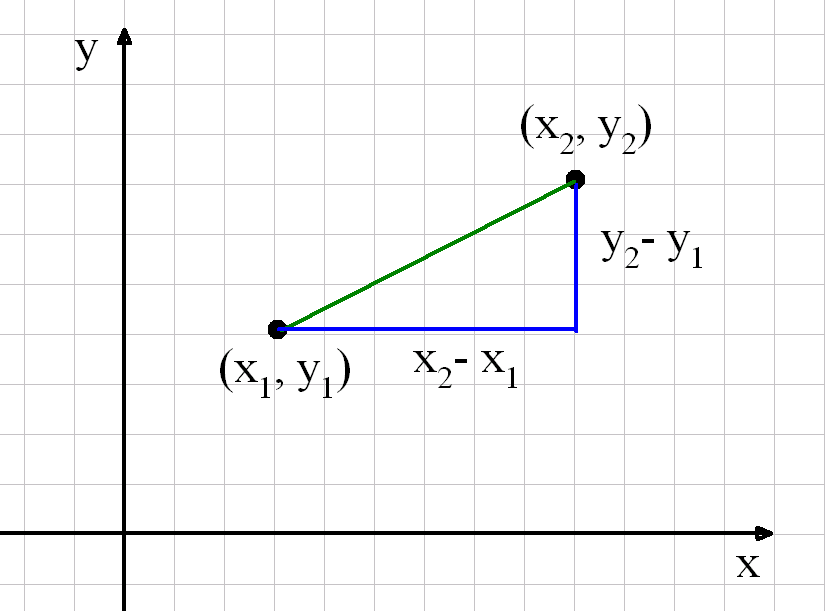 y
(x₂, y₂)
y₂- y₁
(x₁, y₁)
x₂- x₁
x